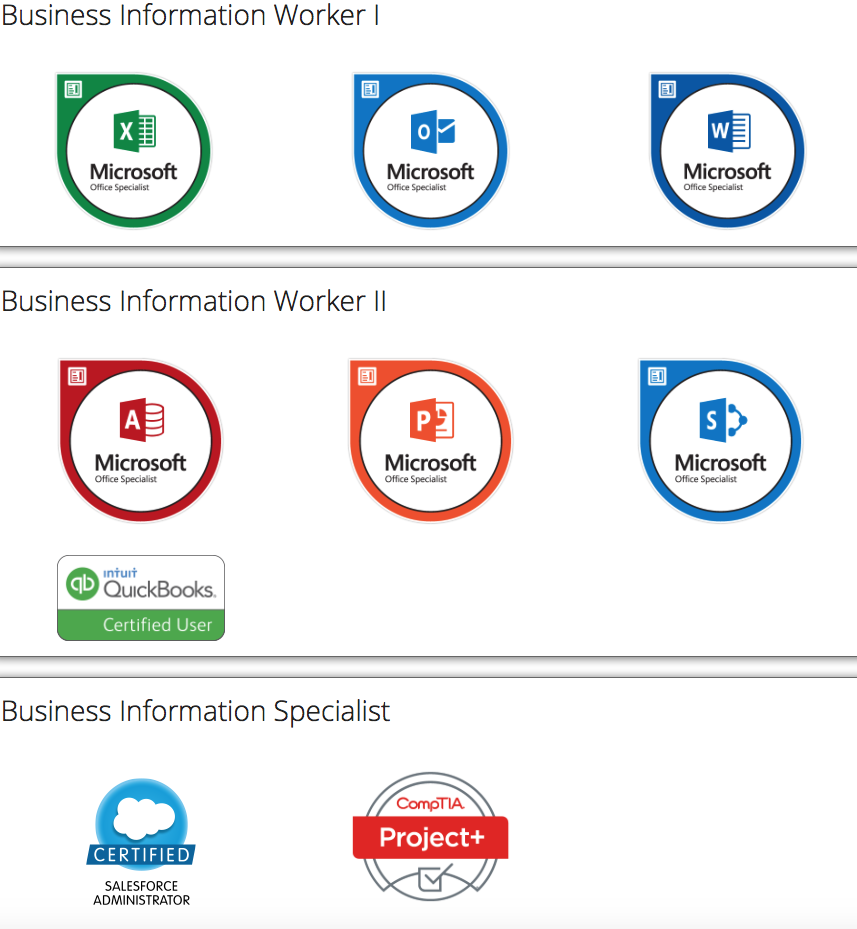 Business Information Worker I
X
Microsoft
Office Specialist
O
Microsoft
Office Specialist
W
Microsoft
Office Specialist
Business Information Worker II
A
Microsoft
Office Specialist
P
Microsoft
Office Specialist
S
Microsoft
Office Specialist
qb
intuit
QuickBooks.
Certified User
Business Information Specialist
CERTIFIED
SALESFORCE
ADMINISTRATOR
CompTIA.
Project+